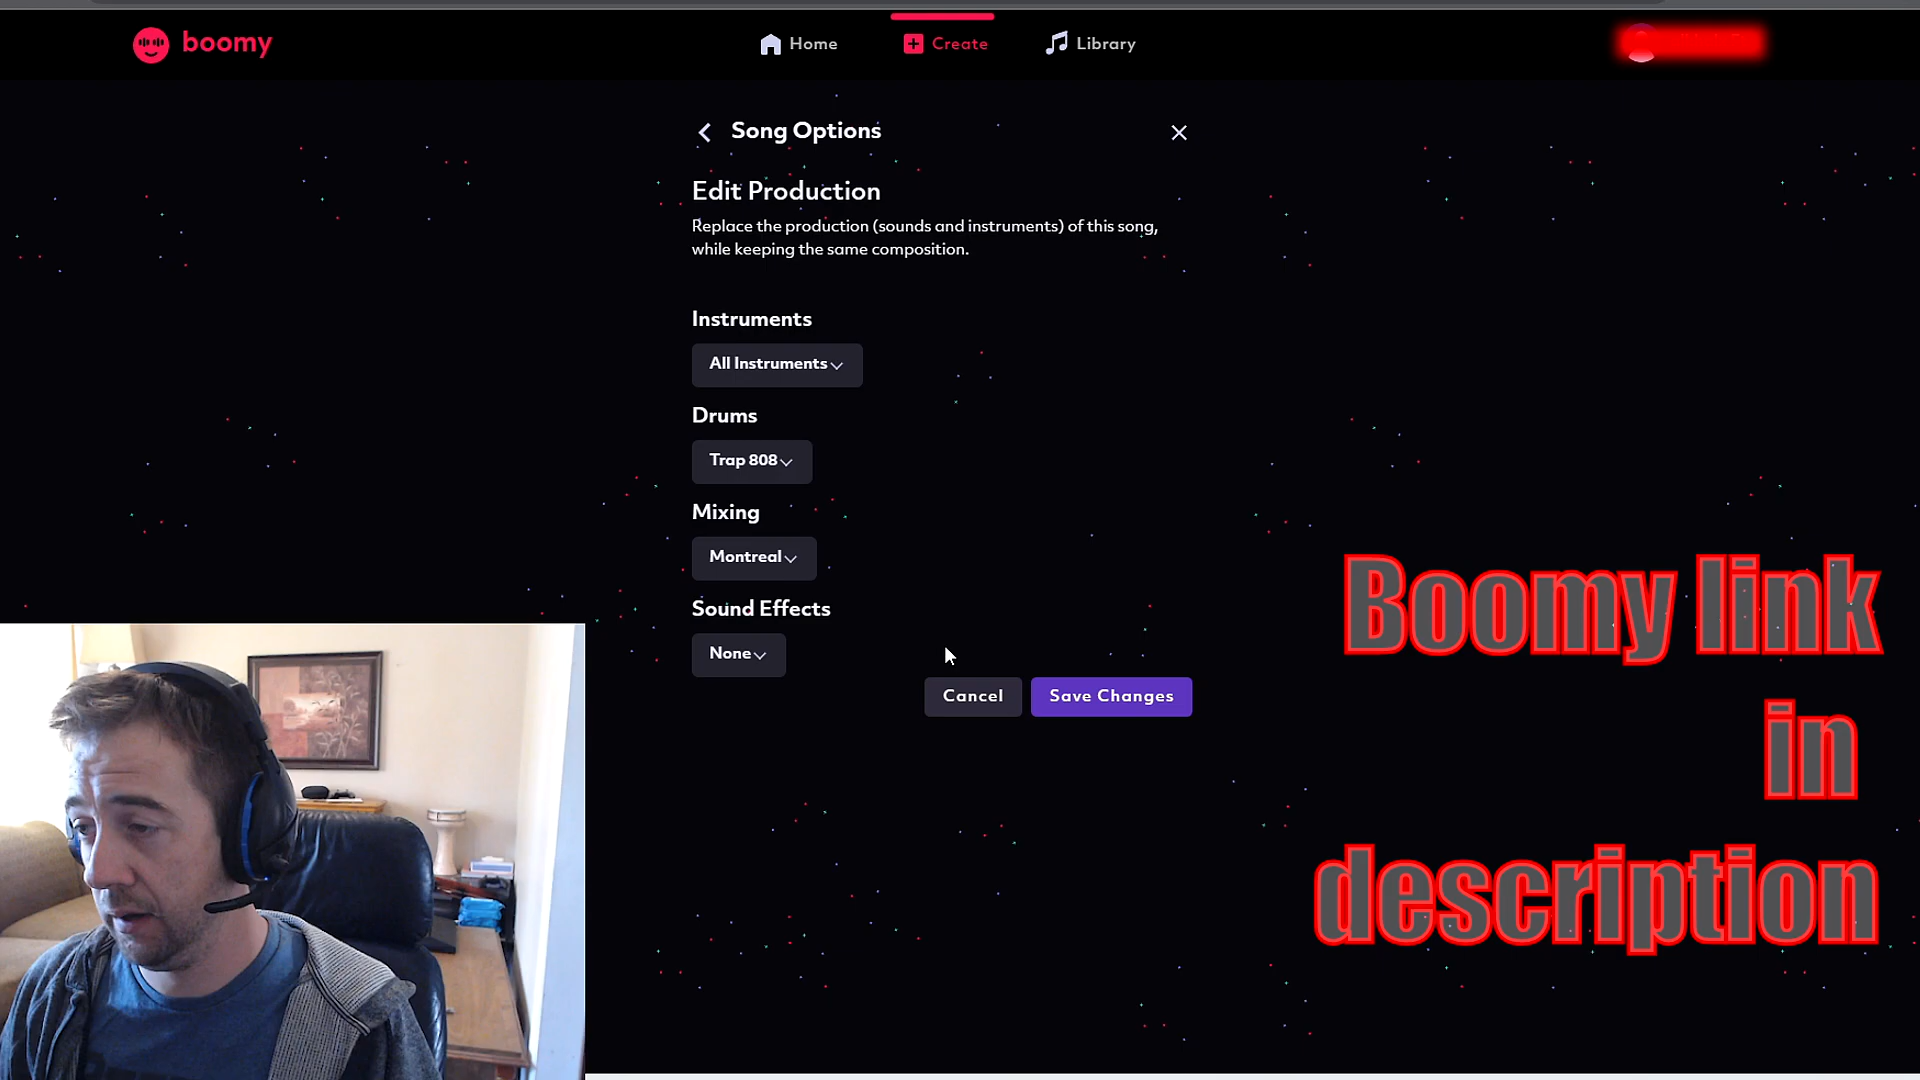 boomy
Home
Create
Library
Song Options
Edit Production
Replace the production (sounds and instruments) of this song,
while keeping the same composition.
Instruments
All Instruments
Drums
Trap 808
Mixing
Montreal
Sound Effects
None
Cancel
Save Changes
Boomy link
in
description